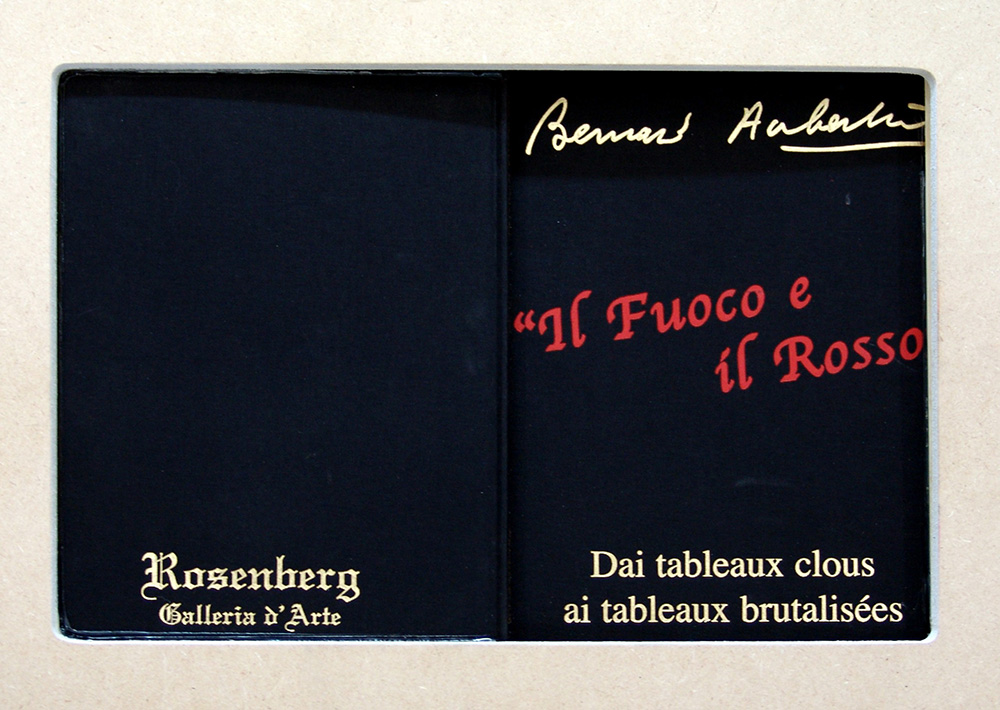 Bernard Aubertin
“Il Fuoco e
il Rosso
Dai tableaux clous
ai tableaux brutalisées
Rosenberg
Galleria d'Arte